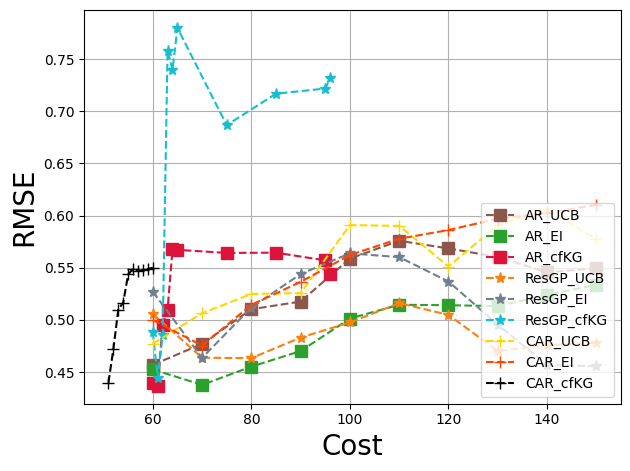 RMSE
0.75
0.70
0.65
0.60
0.55
0.50
0.45
AR_UCB
AR_EI
AR_cfKG
ResGP_UCB
ResGP_EI
ResGP_cfKG
CAR_UCB
CAR_EI
CAR_cfKG
60 80 100 120 140
Cost